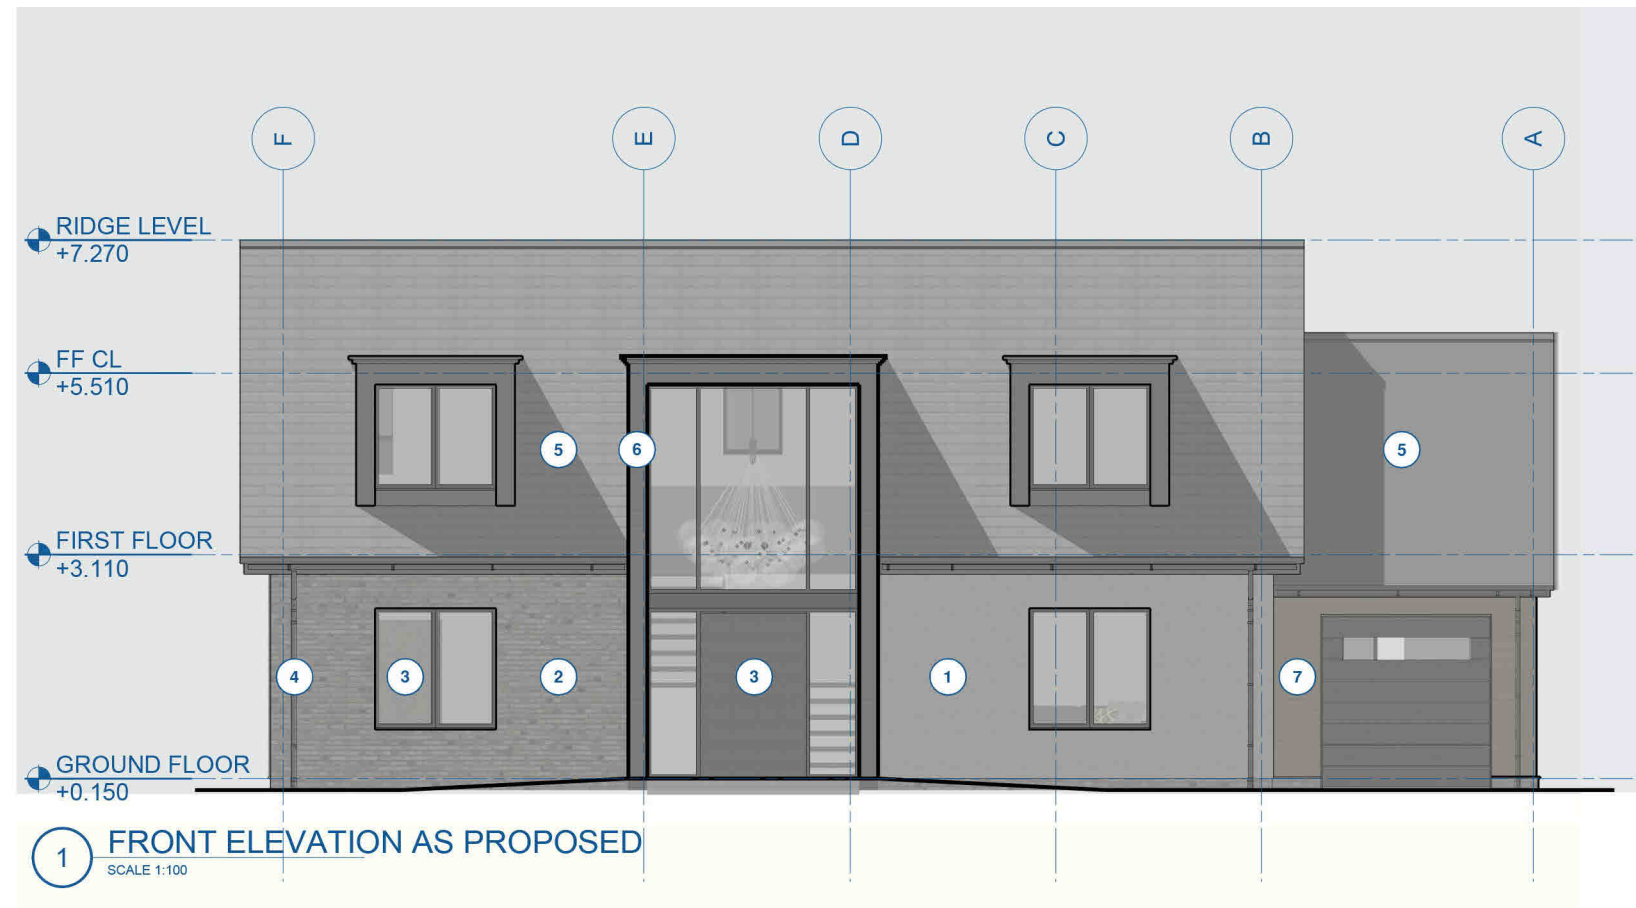 F E D C B A
RIDGE LEVEL
+7.270
FF CL
+5.510
5 6 5
FIRST FLOOR
+3.110
4 3 2 3 1 7
GROUND FLOOR
+0.150
1 FRONT ELEVATION AS PROPOSED
SCALE 1:100